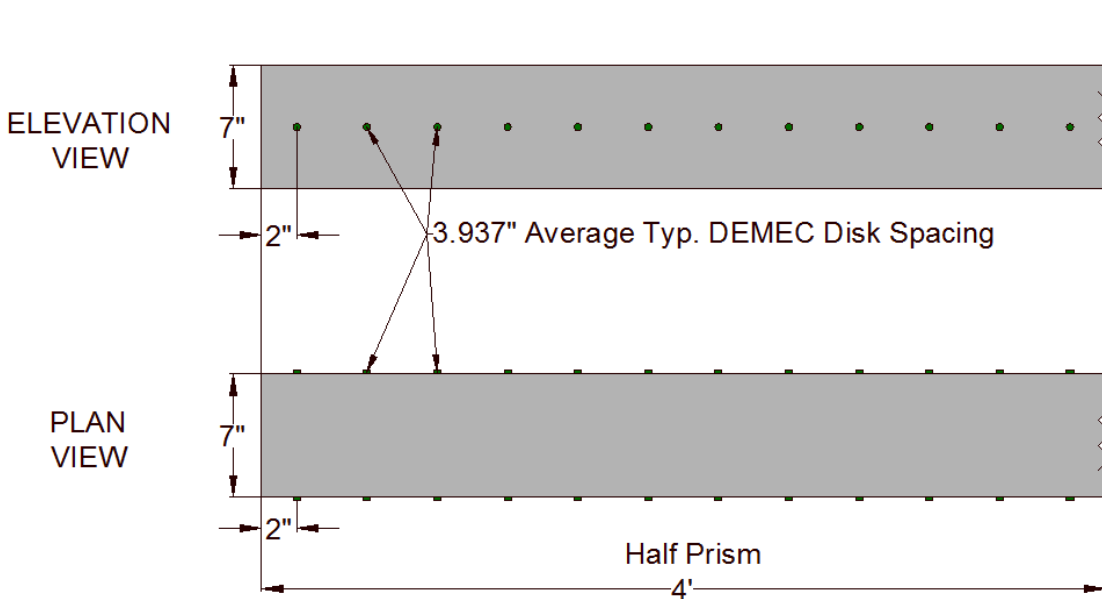 ELEVATION
VIEW
7"
2"
3.937" Average Typ. DEMEC Disk Spacing
PLAN
VIEW
7"
2"
Half Prism
4'